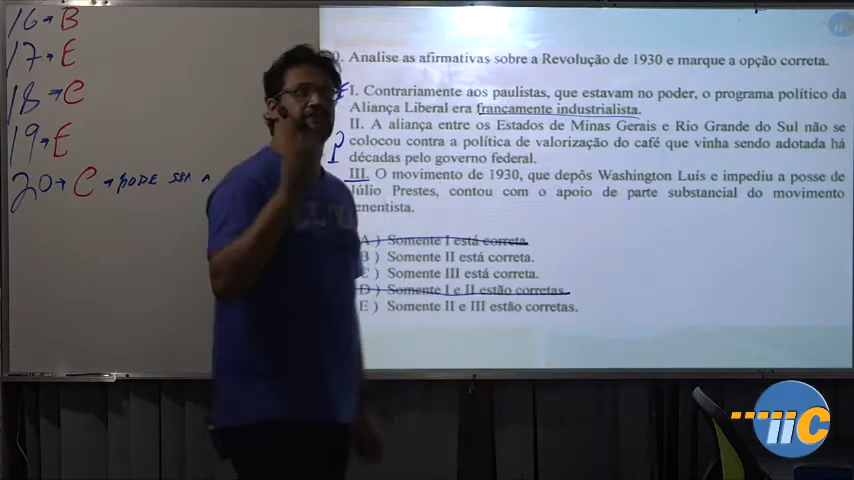 16→B
17→E
18→C
19→E
20→C→PODE SER A
0. Analise as afirmativas sobre a Revolução de 1930 e marque a opção correta.
I. Contrariamente aos paulistas, que estavam no poder, o programa político da
Aliança Liberal era francamente industrialista.
II. A aliança entre os Estados de Minas Gerais e Rio Grande do Sul não se
colocou contra a política de valorização do café que vinha sendo adotada há
décadas pelo governo federal.
III. O movimento de 1930, que depôs Washington Luís e impediu a posse de
Júlio Prestes, contou com o apoio de parte substancial do movimento
tenentista.
A ) Somente I está correta.
B ) Somente II está correta.
C ) Somente III está correta.
D ) Somente I e II estão corretas.
E ) Somente II e III estão corretas.
IIC